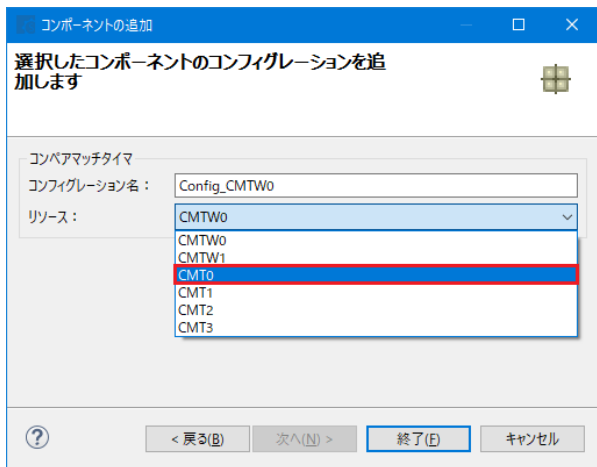 コンポーネントの追加
選択したコンポーネントのコンフィグレーションを追
加します
コンペアマッチタイマ
コンフィグレーション名：
Config_CMTW0
リソース：
CMTW0
CMTW0
CMTW1
CMT0
CMT1
CMT2
CMT3
?
< 戻る(B)
次へ(N) >
終了(F)
キャンセル